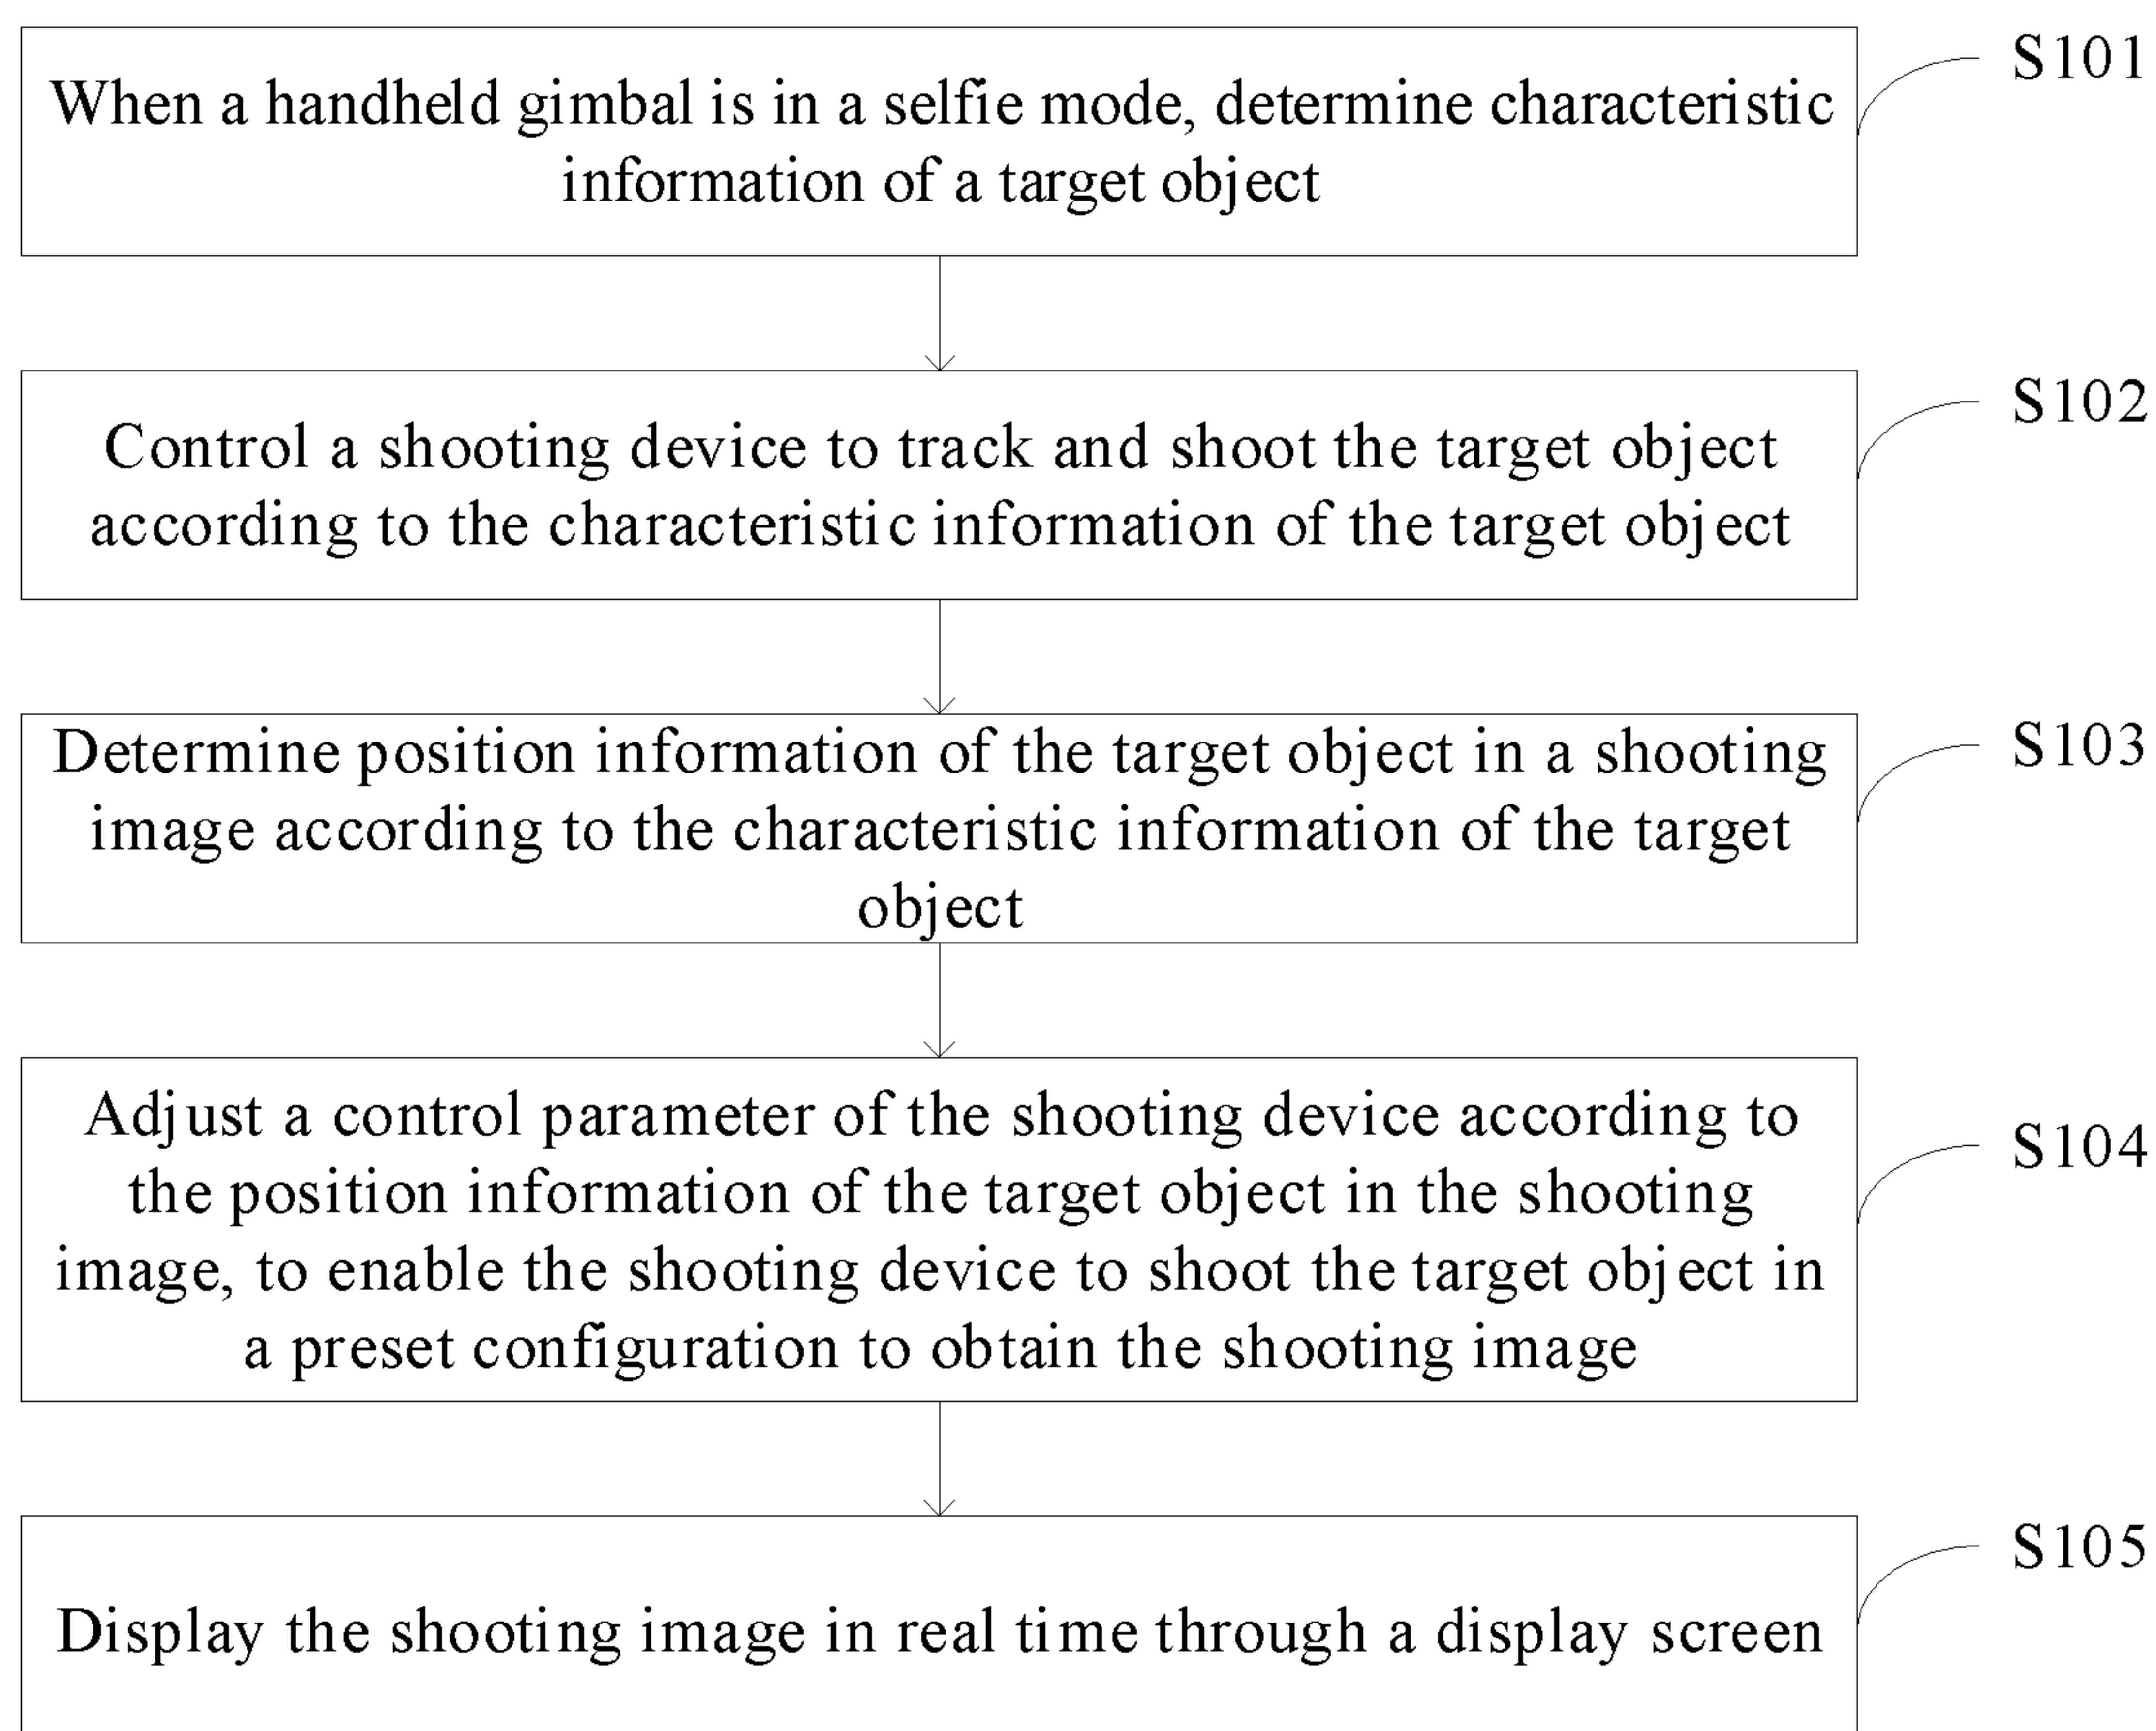 When a handheld gimbal is in a selfie mode, determine characteristic
information of a target object
S101
Control a shooting device to track and shoot the target object
according to the characteristic information of the target object
S102
Determine position information of the target object in a shooting
image according to the characteristic information of the target
object
S103
Adjust a control parameter of the shooting device according to
the position information of the target object in the shooting
image, to enable the shooting device to shoot the target object in
a preset configuration to obtain the shooting image
S104
Display the shooting image in real time through a display screen
S105